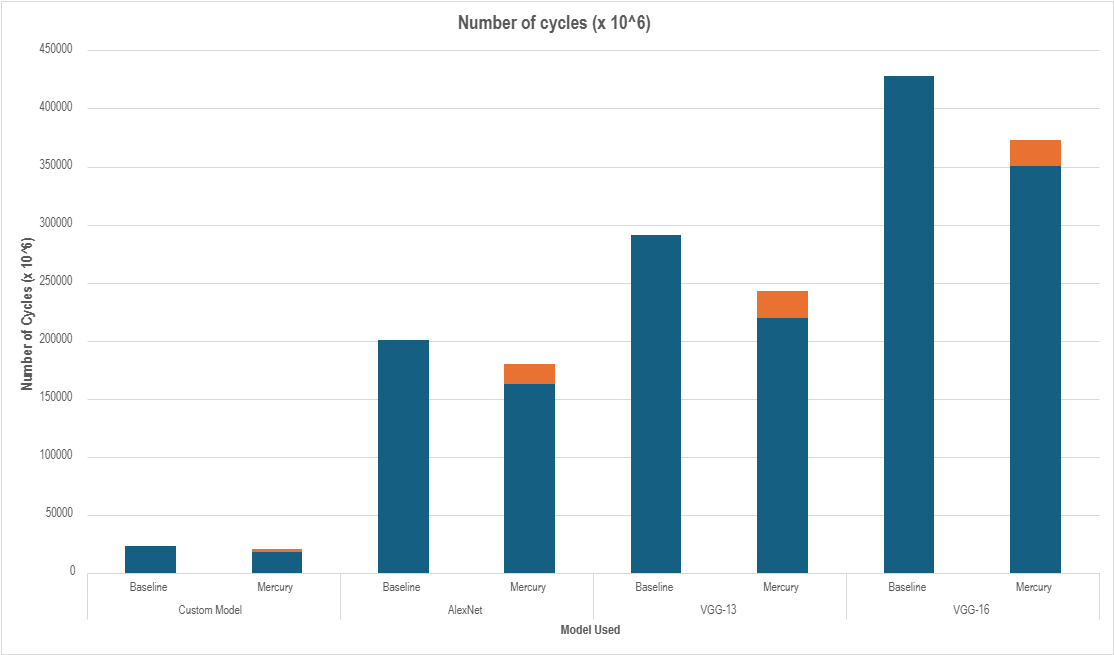 Number of cycles (x 10^6)
450000
400000
350000
300000
250000
200000
150000
100000
50000
0
Number of Cycles (x 10^6)
Baseline Mercury Baseline Mercury Baseline Mercury Baseline Mercury
Custom Model AlexNet VGG-13 VGG-16
Model Used